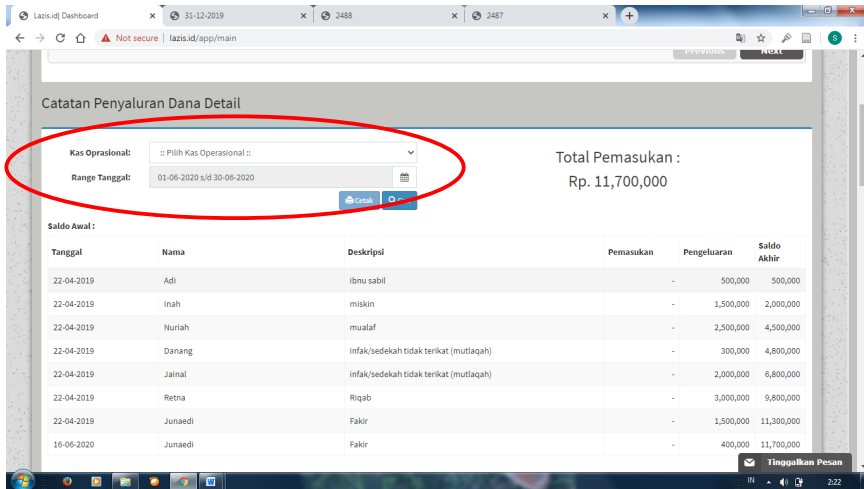 Lazis.id| Dashboard × 31-12-2019 × 2488 × 2487 ×
Not secure | lazis.id/app/main S
Previous Next
Catatan Penyaluran Dana Detail
Kas Oprasional: :: Pilih Kas Operasional ::
Range Tanggal: 01-06-2020 s/d 30-06-2020
Cetak
Total Pemasukan :
Rp. 11,700,000
Saldo Awal :
Tanggal Nama Deskripsi Pemasukan Pengeluaran Saldo Akhir
22-04-2019 Adi ibnu sabil - 500,000 500,000
22-04-2019 Inah miskin - 1,500,000 2,000,000
22-04-2019 Nuriah mualaf - 2,500,000 4,500,000
22-04-2019 Danang infak/sedekah tidak terikat (mutlaqah) - 300,000 4,800,000
22-04-2019 Jainal infak/sedekah tidak terikat (mutlaqah) - 2,000,000 6,800,000
22-04-2019 Retna Riqab - 3,000,000 9,800,000
22-04-2019 Junaedi Fakir - 1,500,000 11,300,000
16-06-2020 Junaedi Fakir - 400,000 11,700,000
Tinggalkan Pesan
IN 2:22